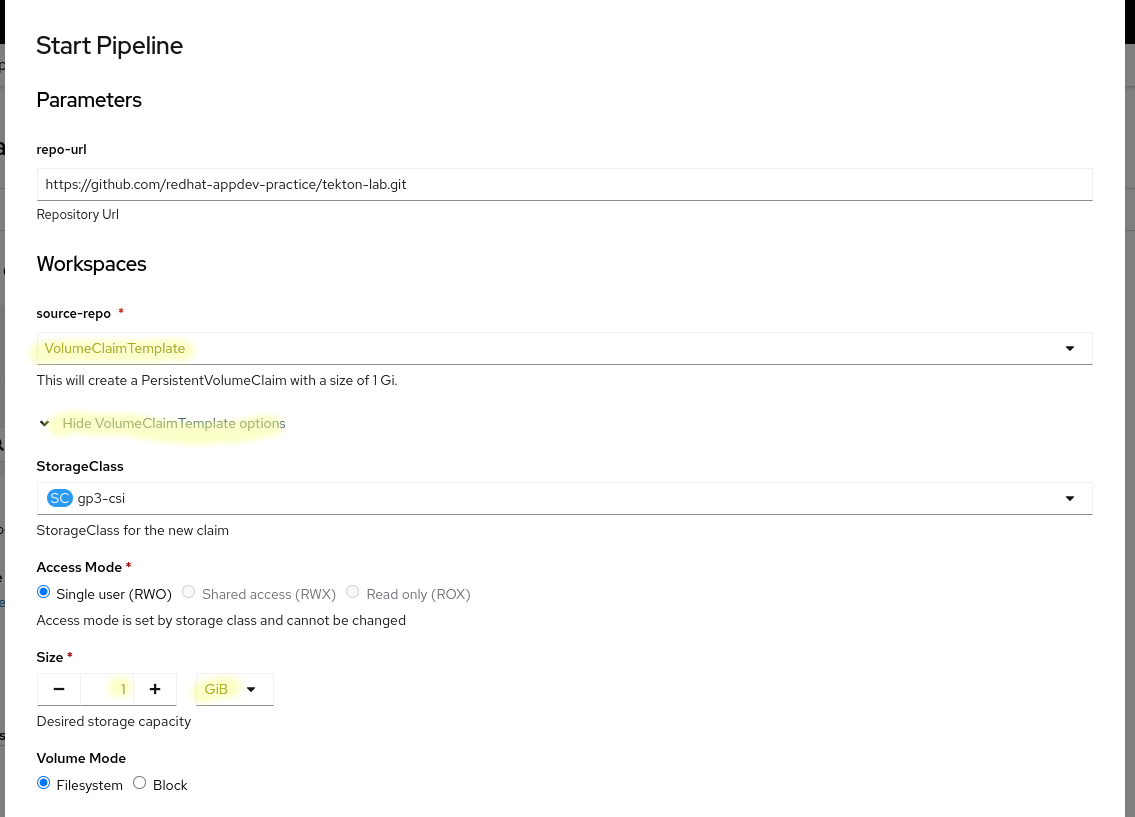 Start Pipeline
Parameters
repo-url
https://github.com/redhat-appdev-practice/tekton-lab.git
Repository Url
Workspaces
source-repo *
VolumeClaimTemplate
This will create a PersistentVolumeClaim with a size of 1 Gi.
Hide VolumeClaimTemplate options
StorageClass
SC gp3-csi
StorageClass for the new claim
Access Mode *
Single user (RWO) Shared access (RWX) Read only (ROX)
Access mode is set by storage class and cannot be changed
Size *
1 GiB
Desired storage capacity
Volume Mode
Filesystem Block